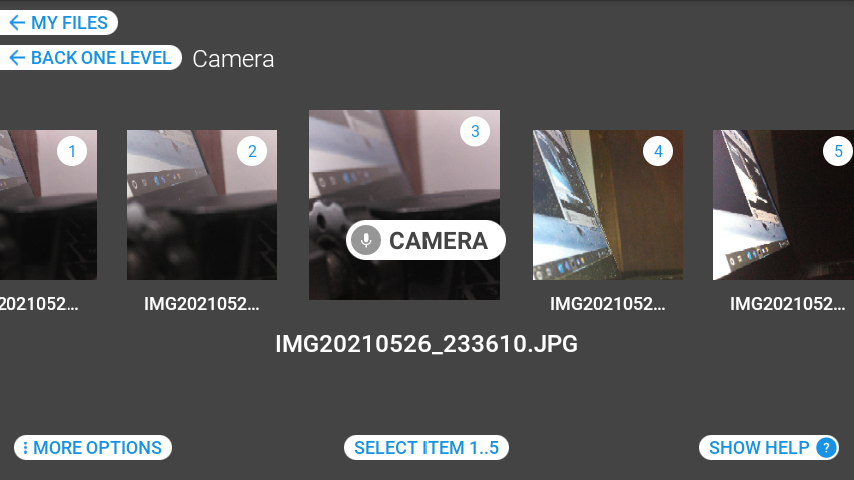 MY FILES
BACK ONE LEVEL
Camera
1
2
3
4
5
CAMERA
2021052...
IMG2021052...
IMG2021052...
IMG2021052...
IMG20210526_233610.JPG
MORE OPTIONS
SELECT ITEM 1..5
SHOW HELP ?